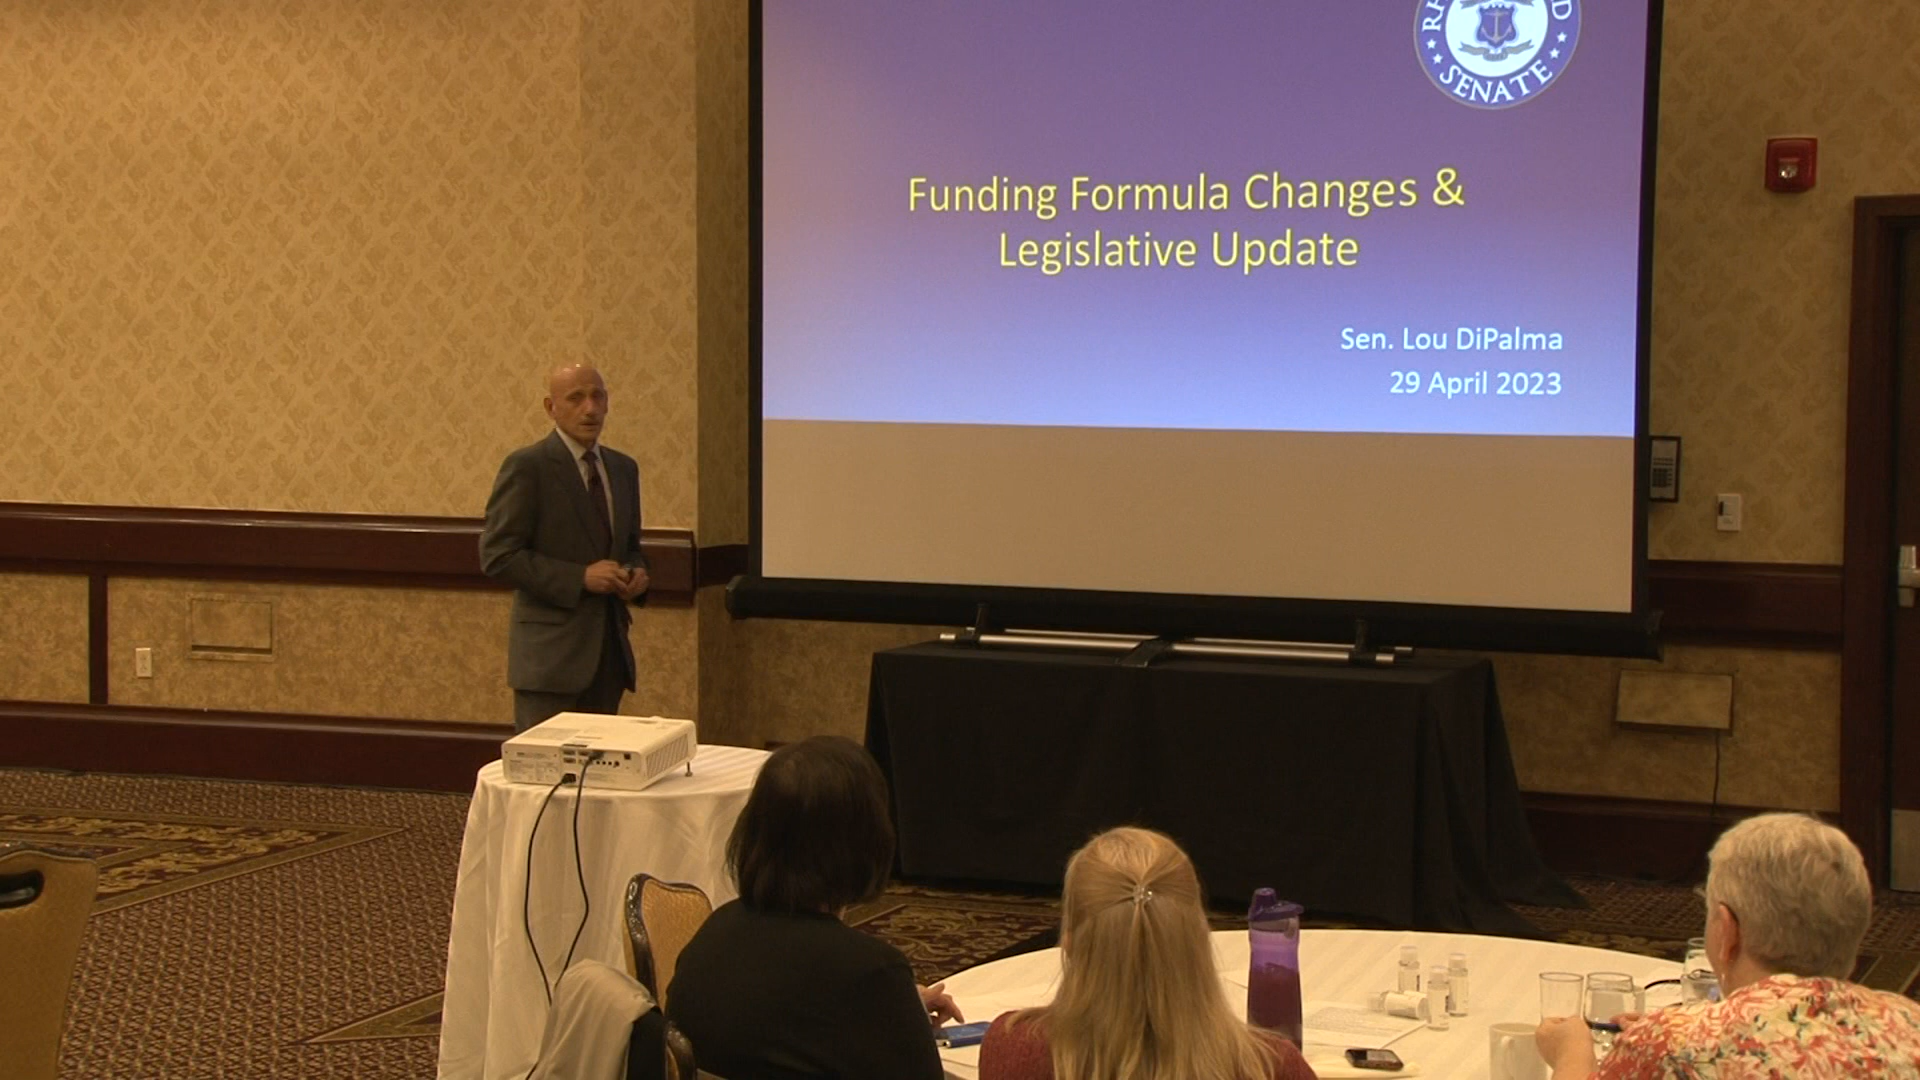 SENATE
Funding Formula Changes &
Legislative Update
Sen. Lou DiPalma
29 April 2023